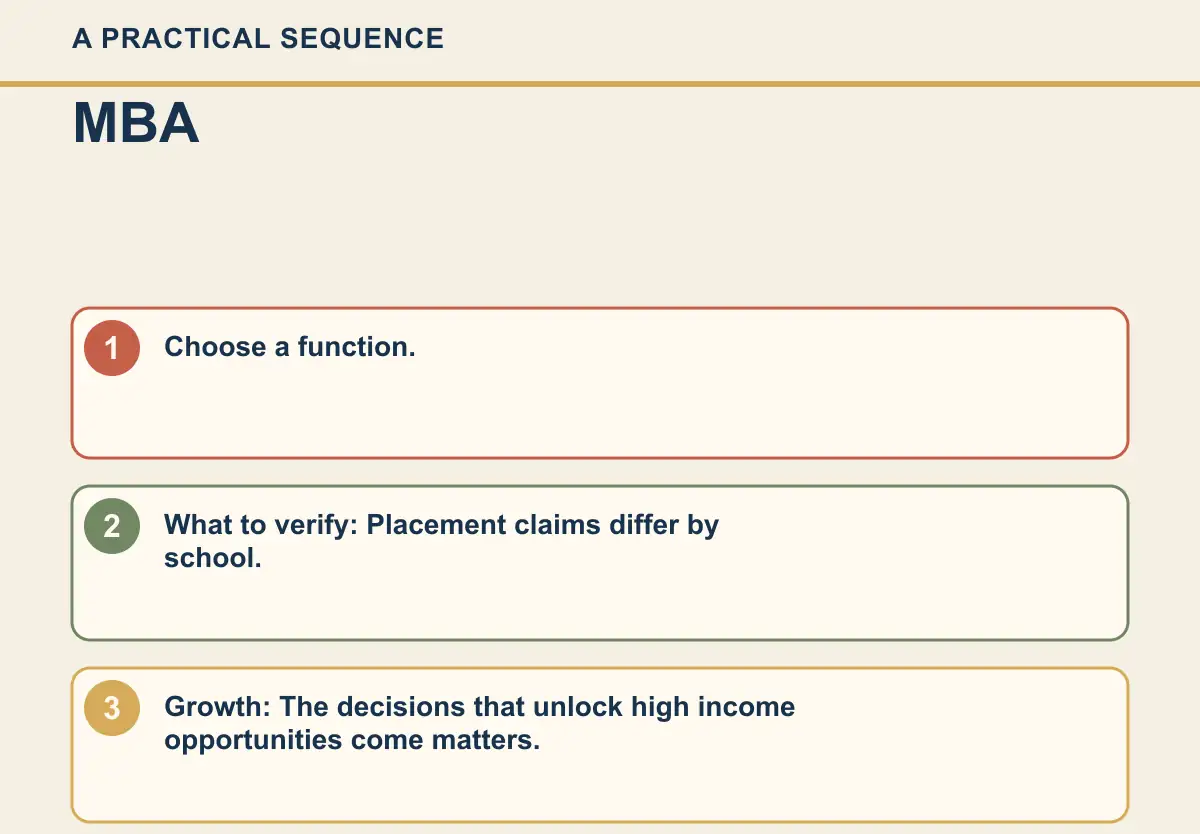 A PRACTICAL SEQUENCE
MBA
1
Choose a function.
2
What to verify: Placement claims differ by
school.
3
Growth: The decisions that unlock high income
opportunities come matters.